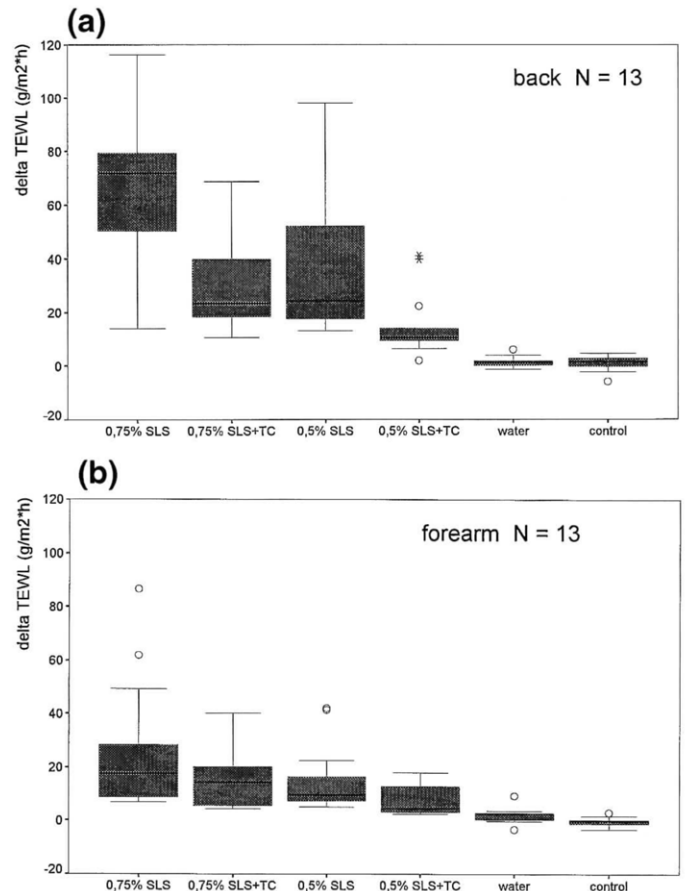 (a)
120
100
80
60
40
20
0
-20
delta TEWL (g/m2*h)
back N = 13
0,75% SLS 0,75% SLS+TC 0,5% SLS 0,5% SLS+TC water control
(b)
120
100
80
60
40
20
0
-20
delta TEWL (g/m2*h)
forearm N = 13
0,75% SLS 0,75% SLS+TC 0,5% SLS 0,5% SLS+TC water control